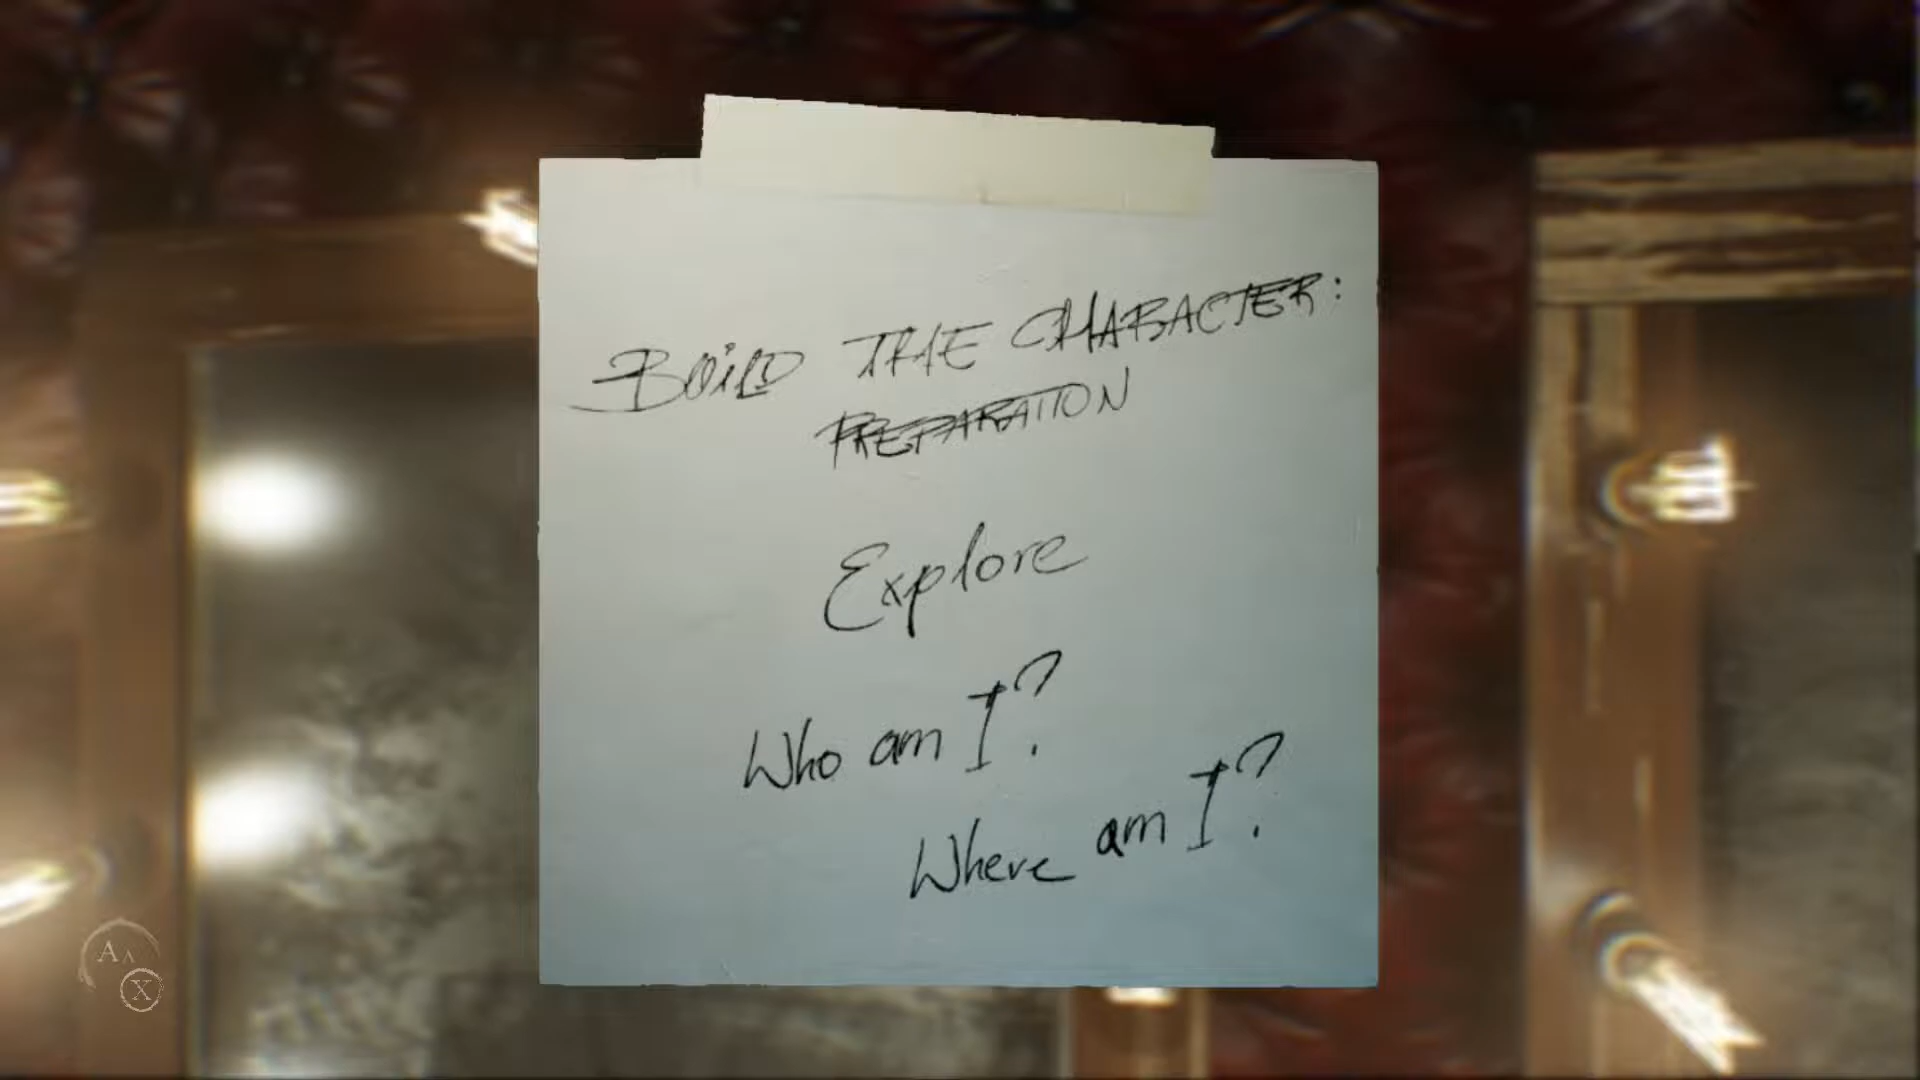 BUILD THE CHARACTER:
PREPARATION
Explore
Who am I?
Where am I?
A A
X